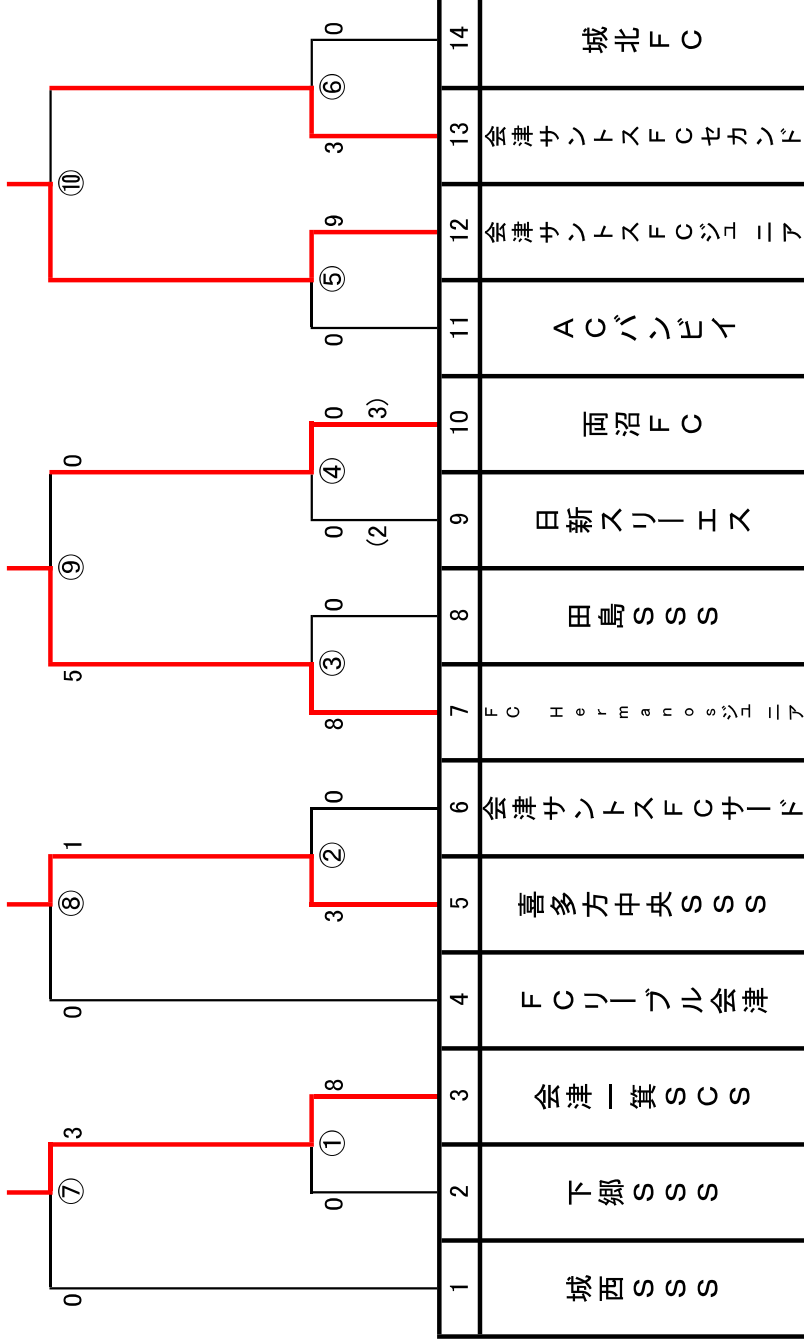 14 城北FC
13 会津サントスFCセカンド
12 会津サントスFCジュニア
11 ACバンビイ
10 両沼FC
9 日新スリーエス
8 田島SSS
7 FC Hermanosジュニア
6 会津サントスFCサード
5 喜多方中央SSS
4 FCリーブル会津
3 会津一箕SCS
2 下郷SSS
1 城西SSS
0 ⑥ 3
9 ⑤ 0
0 ④ 0
3) (2
0 ③ 8
0 ② 3
8 ① 0
⑩
0 ⑨ 5
1 ⑧ 0
3 ⑦ 0